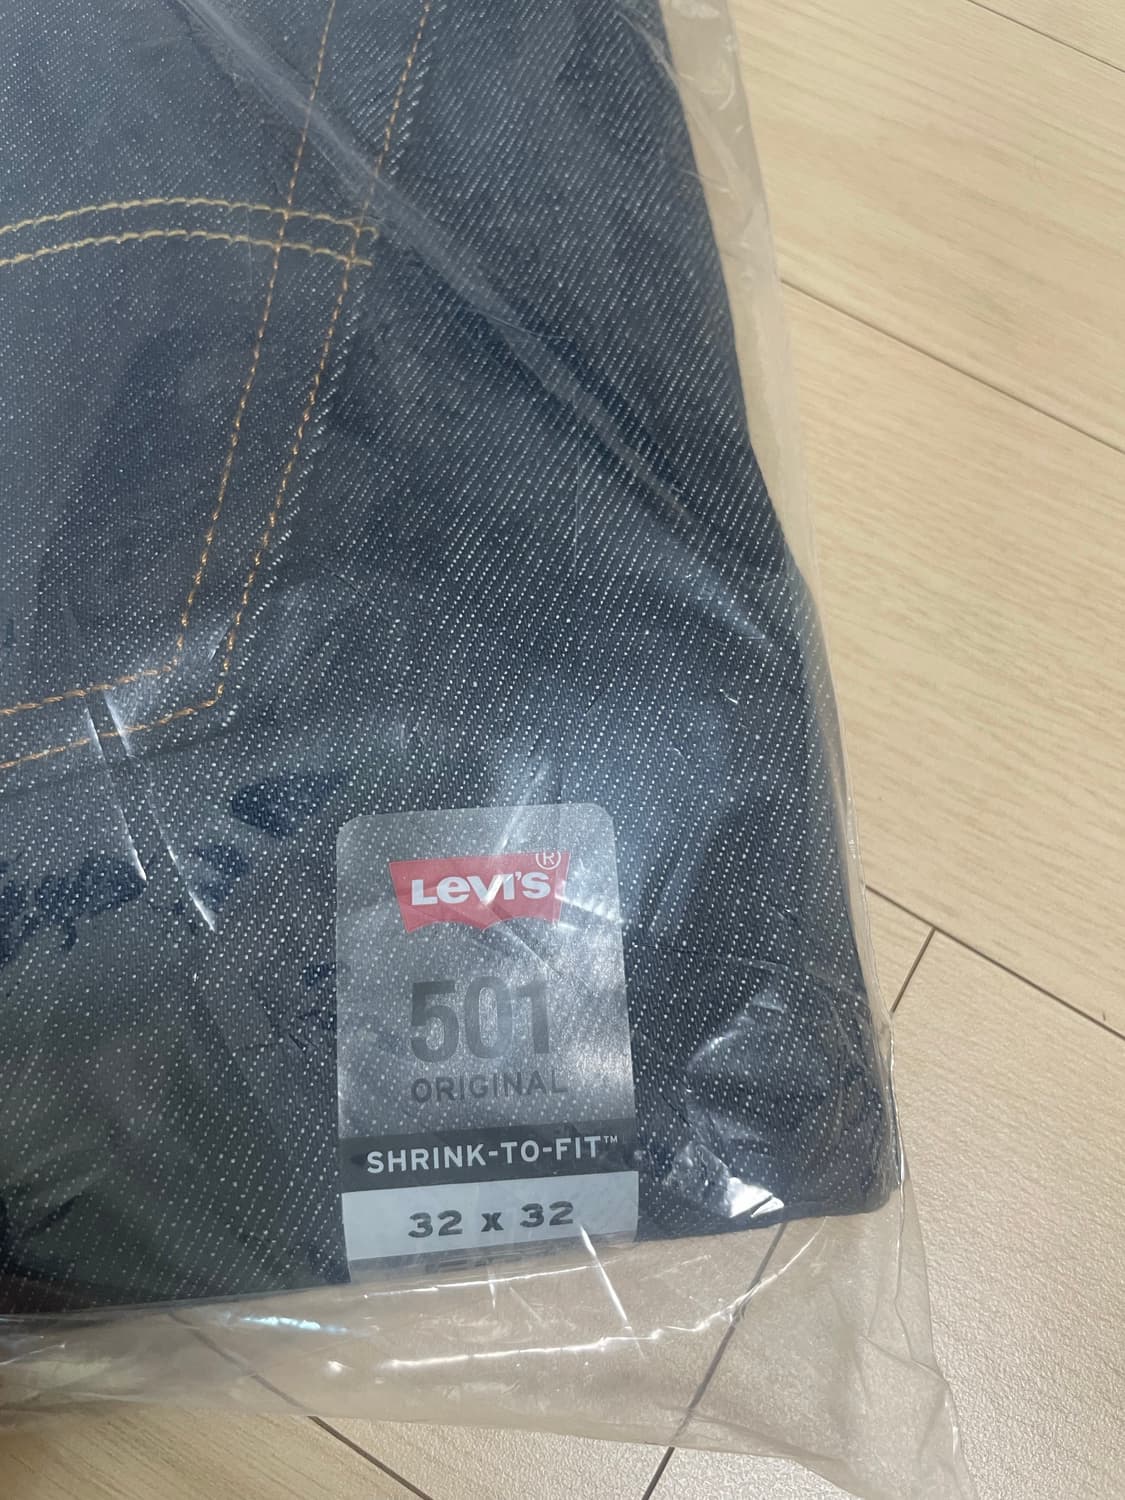 LEVI'S®
501
ORIGINAL
SHRINK-TO-FIT™
32 x 32